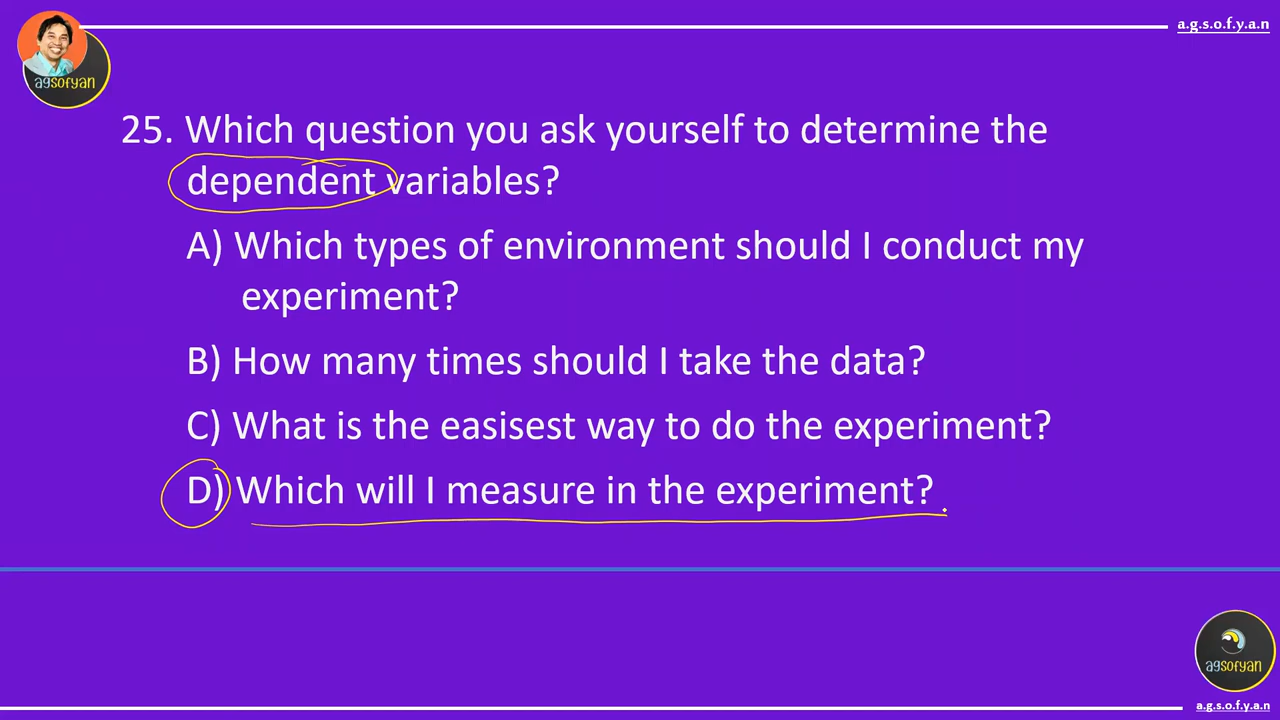 a.g.s.o.f.y.a.n
agsofyan
25. Which question you ask yourself to determine the
dependent variables?
A) Which types of environment should I conduct my
experiment?
B) How many times should I take the data?
C) What is the easisest way to do the experiment?
D) Which will I measure in the experiment?
agsofyan
a.g.s.o.f.y.a.n